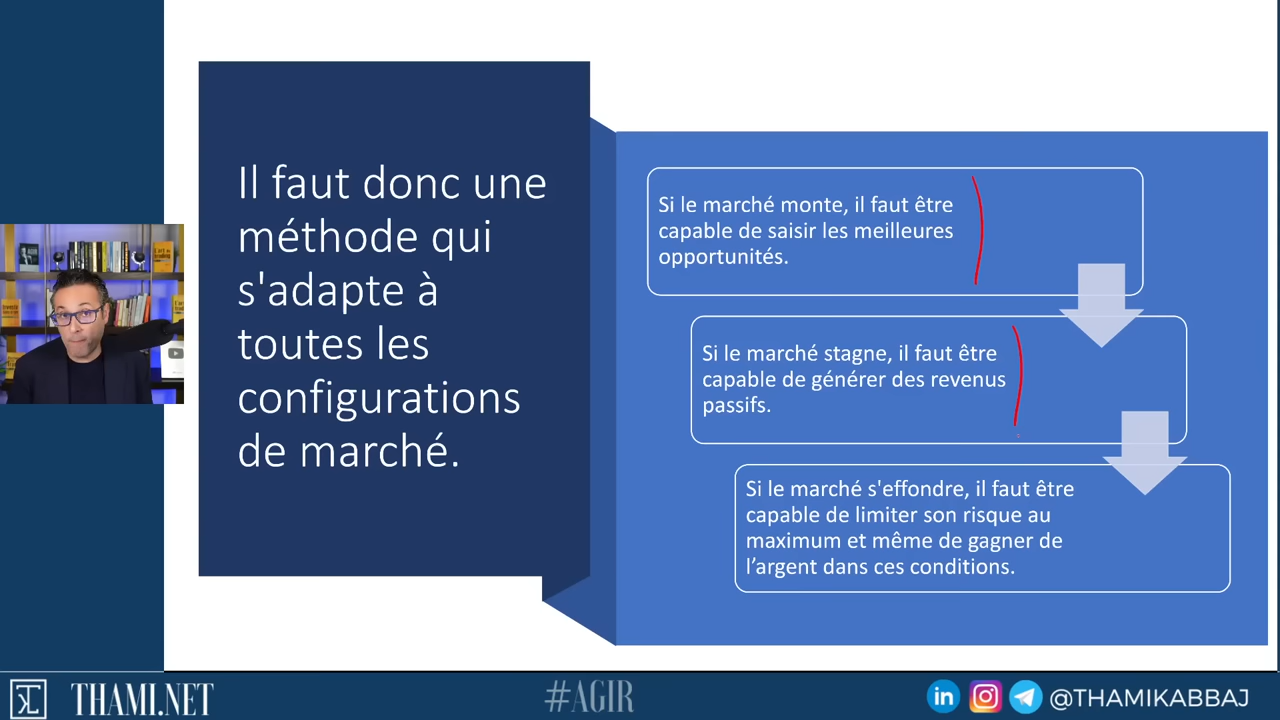 Il faut donc une
méthode qui
s'adapte à
toutes les
configurations
de marché.
Si le marché monte, il faut être
capable de saisir les meilleures
opportunités.
Si le marché stagne, il faut être
capable de générer des revenus
passifs.
Si le marché s'effondre, il faut être
capable de limiter son risque au
maximum et même de gagner de
l’argent dans ces conditions.
THAMI.NET
#AGIR
@THAMIKABBAJ